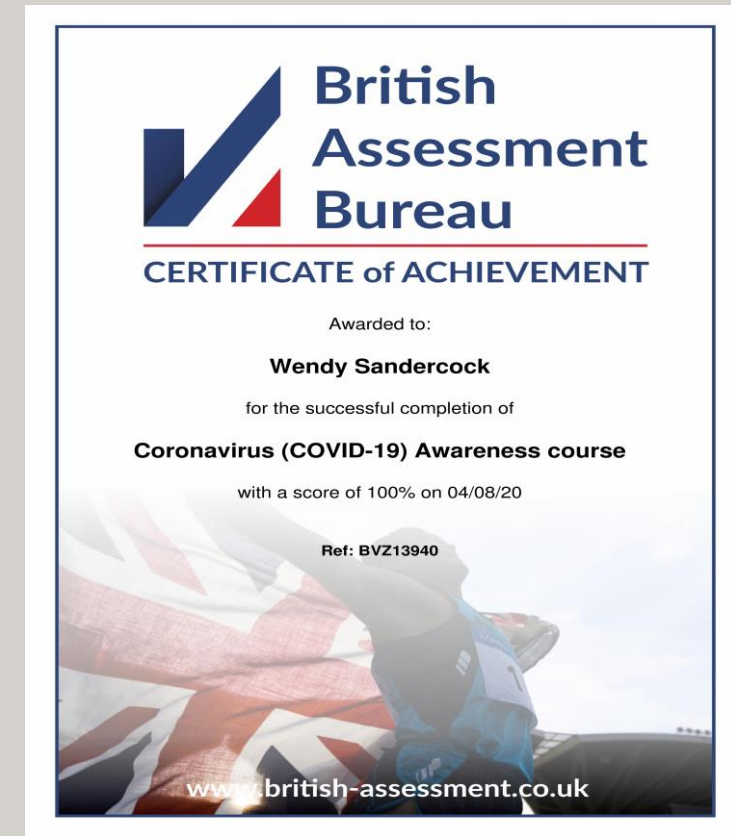 British
Assessment
Bureau
CERTIFICATE of ACHIEVEMENT
Awarded to:
Wendy Sandercock
for the successful completion of
Coronavirus (COVID-19) Awareness course
with a score of 100% on 04/08/20
Ref: BVZ13940
1
www.british-assessment.co.uk